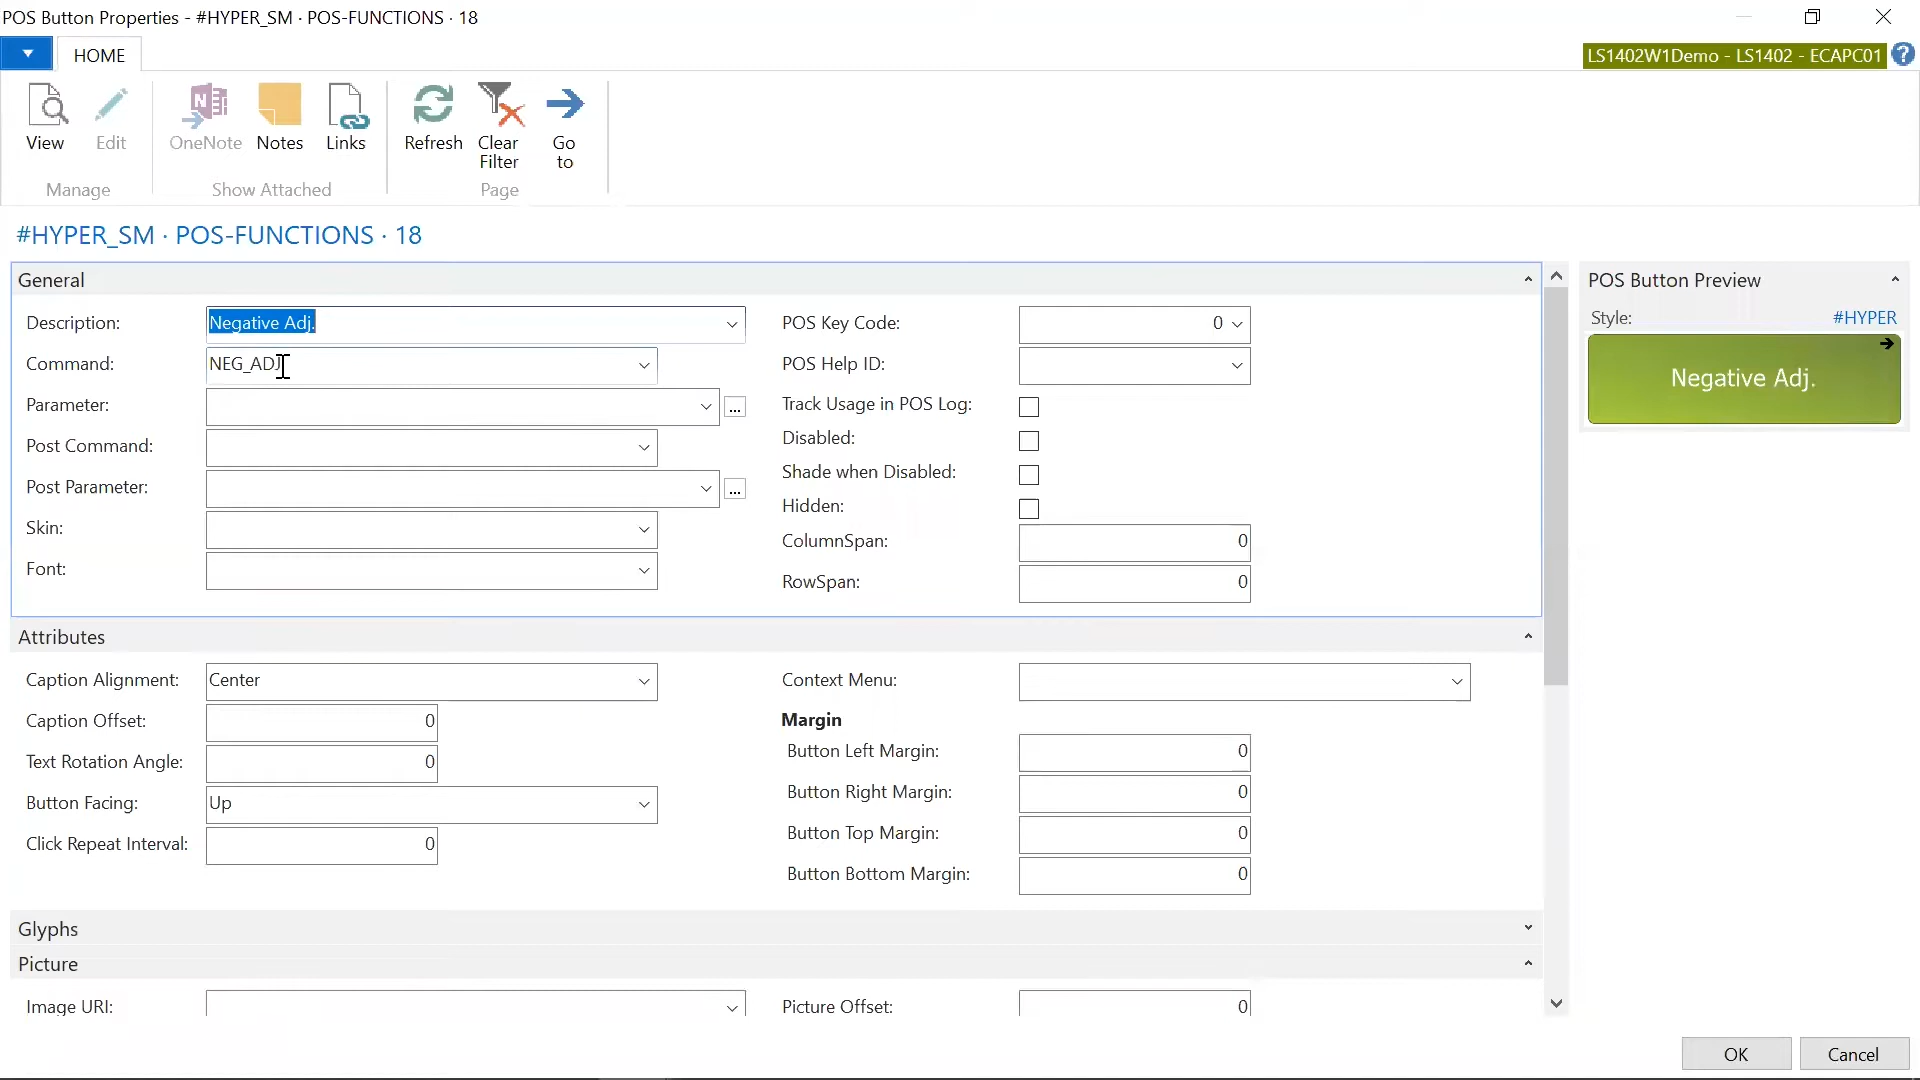 POS Button Properties - #HYPER_SM · POS-FUNCTIONS · 18
HOME
LS1402W1Demo - LS1402 - ECAPC01
?
View
Edit
OneNote
Notes
Links
Refresh
Clear
Filter
Go
to
Manage
Show Attached
Page
#HYPER_SM · POS-FUNCTIONS · 18
General
Description: Negative Adj.
Command: NEG_ADJ
Parameter:
...
Post Command:
Post Parameter:
...
Skin:
Font:
POS Key Code: 0
POS Help ID:
Track Usage in POS Log:
Disabled:
Shade when Disabled:
Hidden:
ColumnSpan: 0
RowSpan: 0
POS Button Preview
Style: #HYPER
Negative Adj.
Attributes
Caption Alignment: Center
Caption Offset: 0
Text Rotation Angle: 0
Button Facing: Up
Click Repeat Interval: 0
Context Menu:
Margin
Button Left Margin: 0
Button Right Margin: 0
Button Top Margin: 0
Button Bottom Margin: 0
Glyphs
Picture
Image URI:
Picture Offset: 0
OK
Cancel